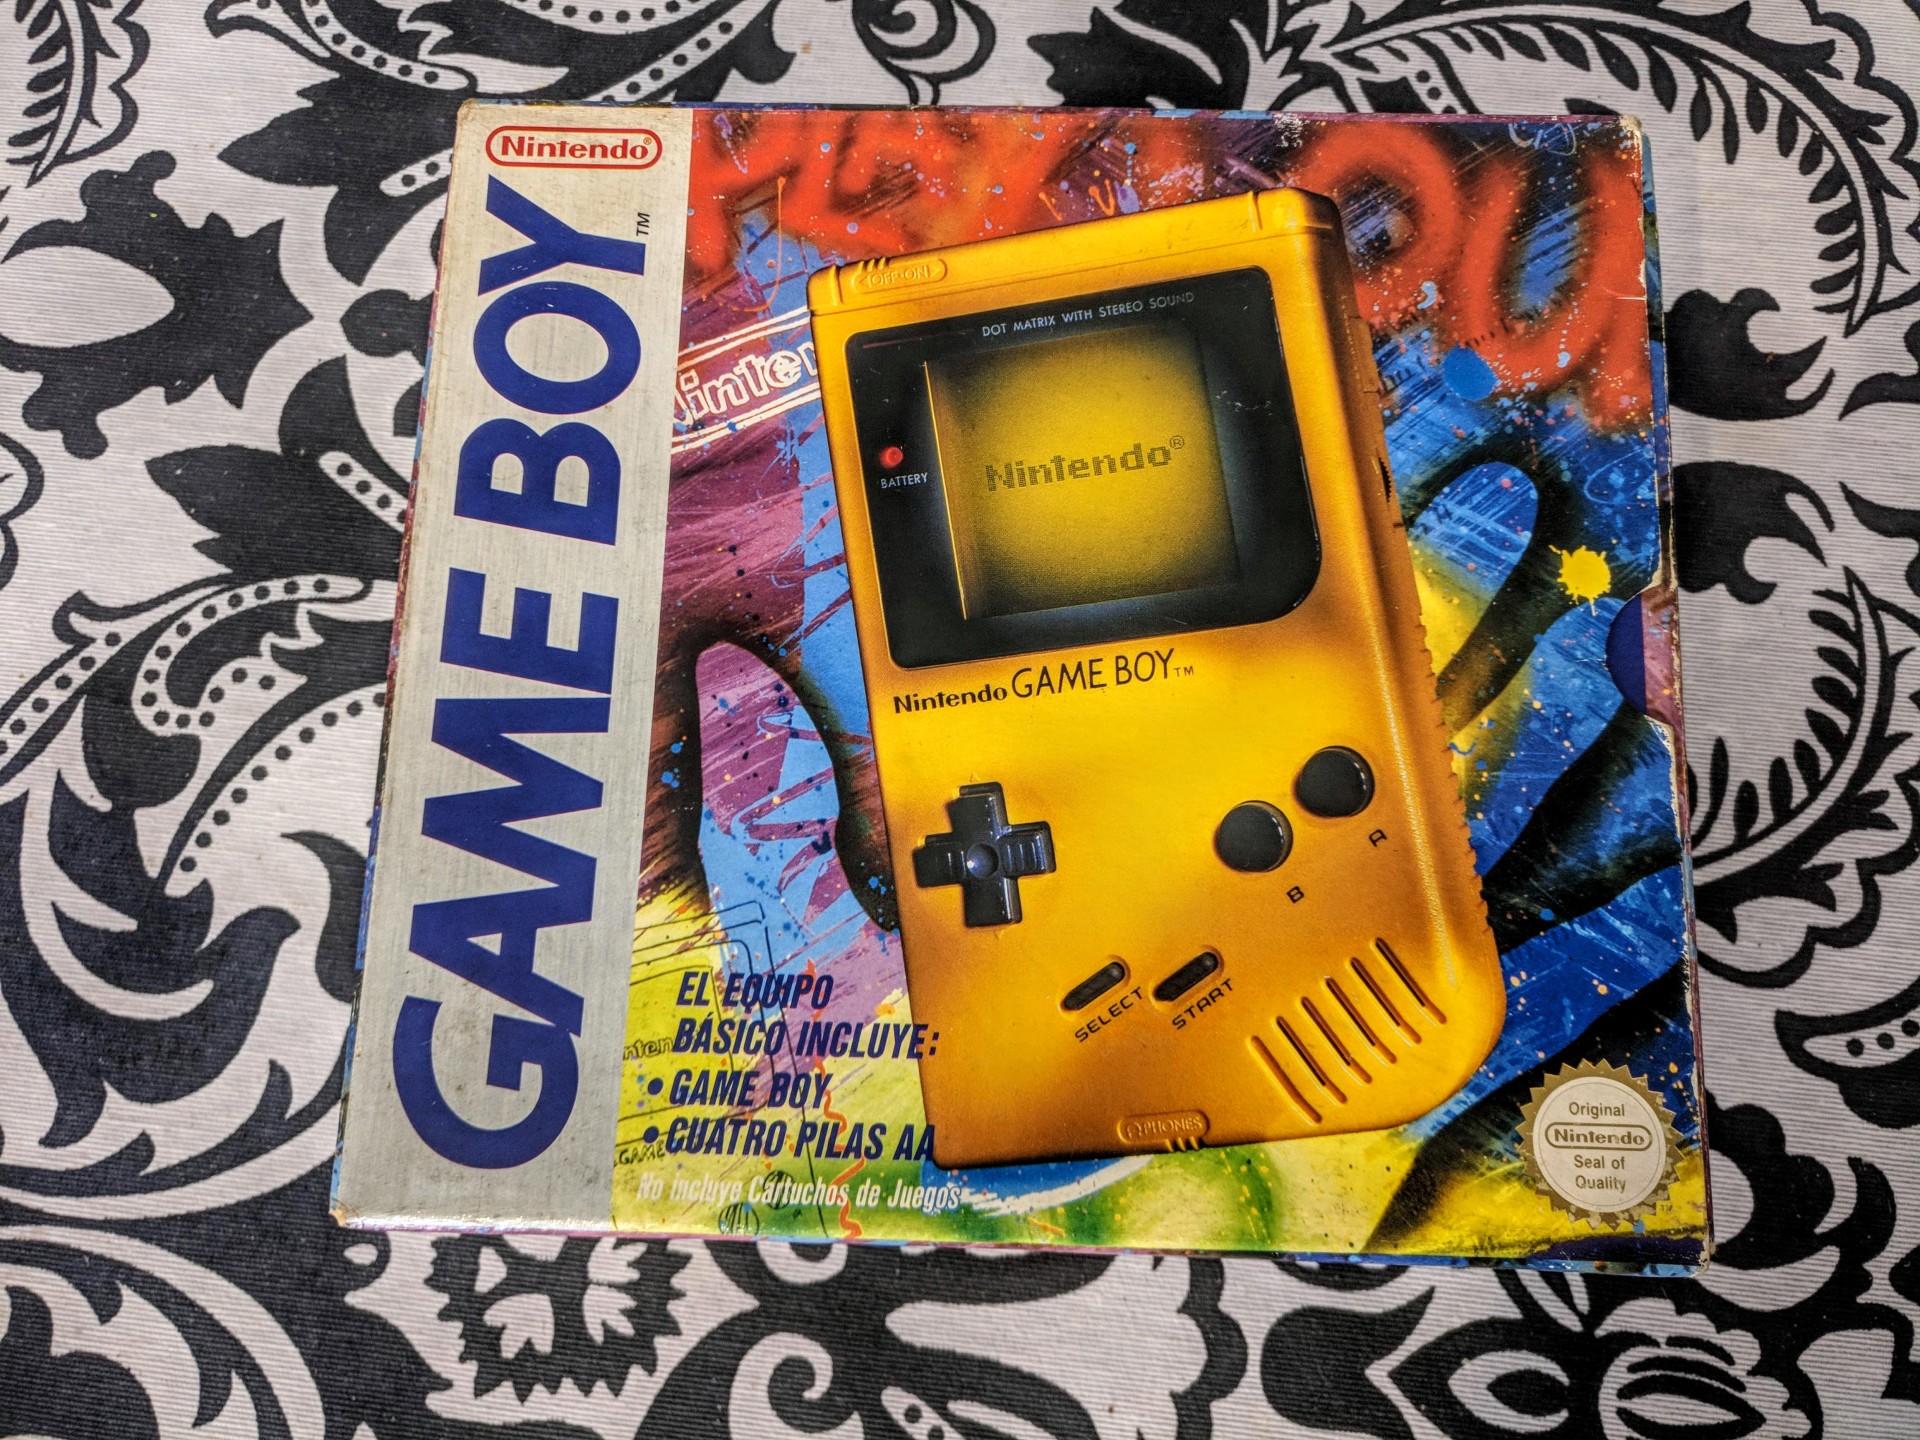 Nintendo®
GAME BOY™
OFF•ON
DOT MATRIX WITH STEREO SOUND
BATTERY
Nintendo®
Nintendo GAME BOY™
A
B
SELECT
START
PHONES
EL EQUIPO
BÁSICO INCLUYE:
• GAME BOY
• CUATRO PILAS AA
No incluye Cartuchos de Juegos
Original
Nintendo
Seal of
Quality